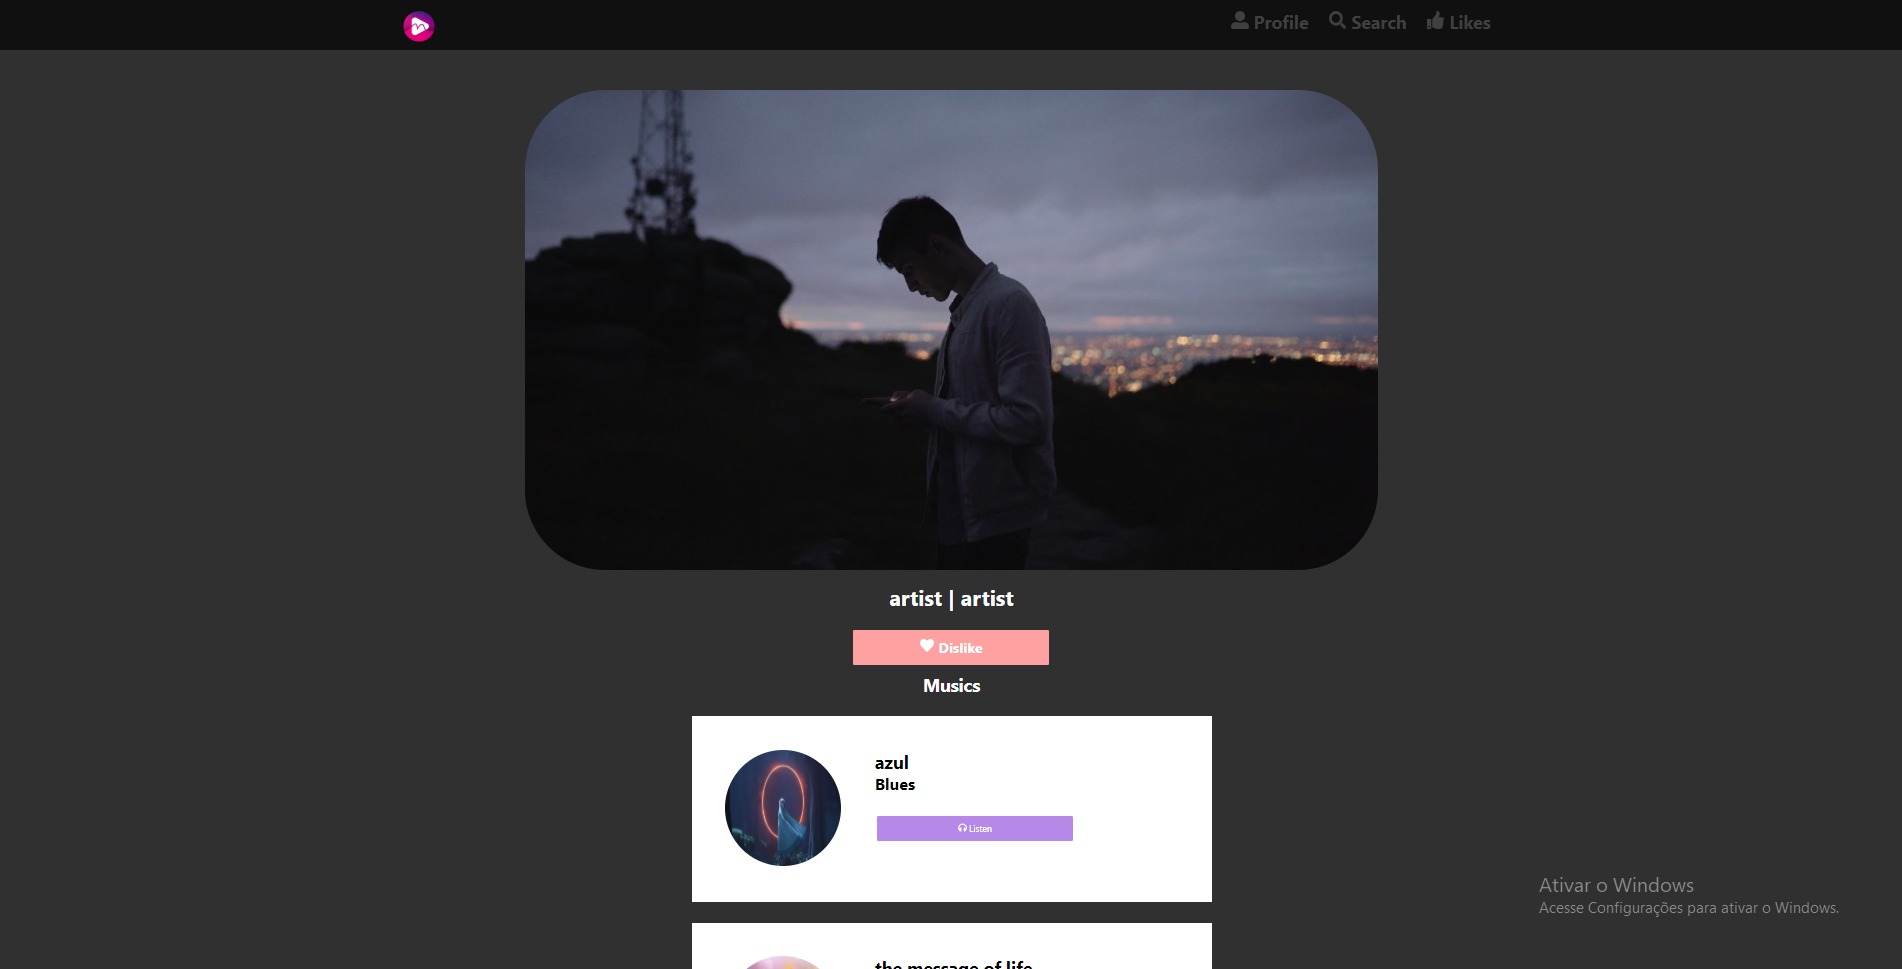 Profile
Search
Likes
artist | artist
Dislike
Musics
azul
Blues
Listen
the message of life
Ativar o Windows
Acesse Configurações para ativar o Windows.